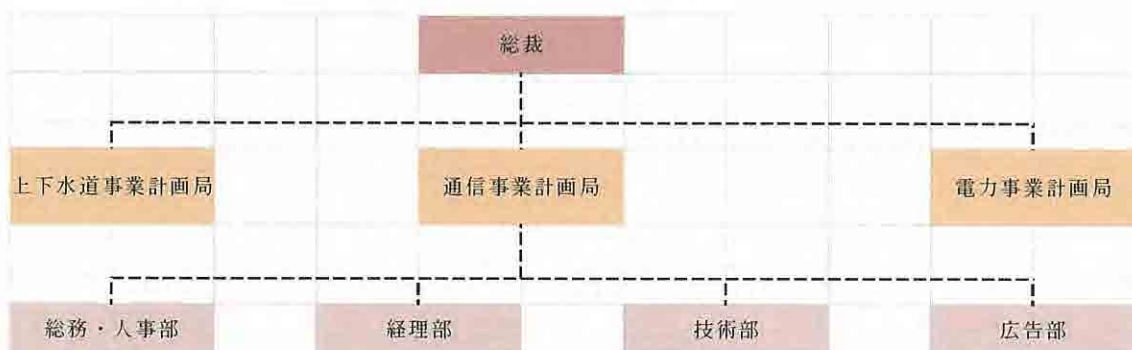 総裁
上下水道事業計画局
通信事業計画局
電力事業計画局
総務・人事部
経理部
技術部
広告部